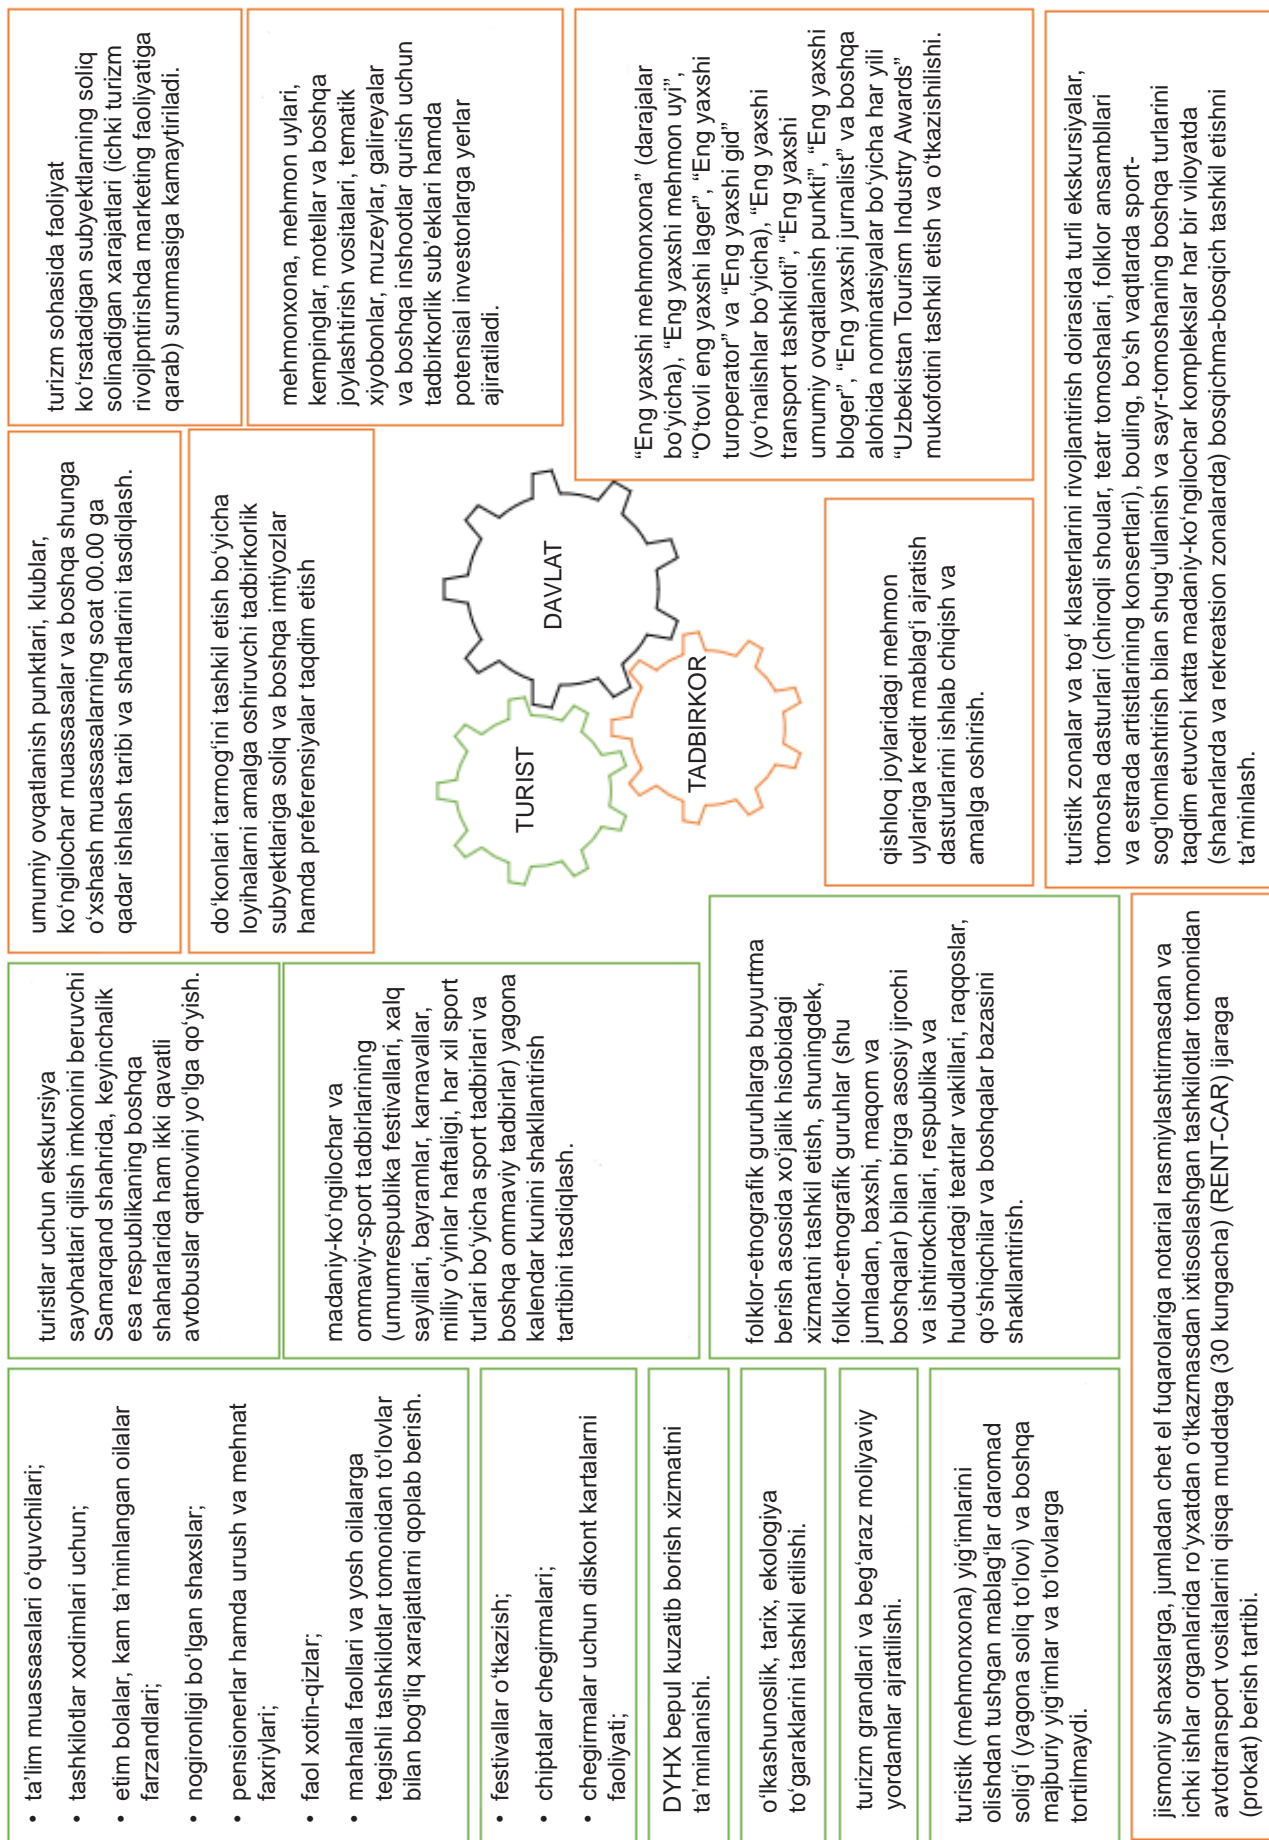 • ta’lim muassasalari o‘quvchilari;
• tashkilotlar xodimlari uchun;
• etim bolalar, kam ta’minlangan oilalar
farzandlari;
• nogironligi bo‘lgan shaxslar;
• pensionerlar hamda urush va mehnat
faxriylari;
• faol xotin-qizlar;
• mahalla faollari va yosh oilalarga
tegishli tashkilotlar tomonidan to‘lovlar
bilan bog‘liq xarajatlarni qoplab berish.
• festivallar o‘tkazish;
• chiptalar chegirmalari;
• chegirmalar uchun diskont kartalarni
faoliyati;
DYHX bepul kuzatib borish xizmatini
ta’minlanishi.
o‘lkashunoslik, tarix, ekologiya
to‘garaklarini tashkil etilishi.
turizm grandlari va beg‘araz moliyaviy
yordamlar ajratilishi.
turistik (mehmonxona) yig‘imlarini
olishdan tushgan mablag‘lar daromad
solig‘i (yagona soliq to‘lovi) va boshqa
majburiy yig‘imlar va to‘lovlarga
tortilmaydi.
turistlar uchun ekskursiya
sayohatlari qilish imkonini beruvchi
Samarqand shahrida, keyinchalik
esa respublikaning boshqa
shaharlarida ham ikki qavatli
avtobuslar qatnovini yo‘lga qo‘yish.
madaniy-ko‘ngilochar va
ommaviy-sport tadbirlarining
(umumrespublika festivallari, xalq
sayillari, bayramlar, karnavallar,
milliy o‘yinlar haftaligi, har xil sport
turlari bo‘yicha sport tadbirlari va
boshqa ommaviy tadbirlar) yagona
kalendar kunini shakllantirish
tartibini tasdiqlash.
folklor-etnografik guruhlarga buyurtma
berish asosida xo‘jalik hisobidagi
xizmatni tashkil etish, shuningdek,
folklor-etnografik guruhlar (shu
jumladan, baxshi, maqom va
boshqalar) bilan birga asosiy ijrochi
va ishtirokchilari, respublika va
hududlardagi teatrlar vakillari, raqqoslar,
qo‘shiqchilar va boshqalar bazasini
shakllantirish.
jismoniy shaxslarga, jumladan chet el fuqarolariga notarial rasmiylashtirmasdan va
ichki ishlar organlarida ro‘yxatdan o‘tkazmasdan ixtisoslashgan tashkilotlar tomonidan
avtotransport vositalarini qisqa muddatga (30 kungacha) (RENT-CAR) ijaraga
(prokat) berish tartibi.
umumiy ovqatlanish punktlari, klublar,
ko‘ngilochar muassasalar va boshqa shunga
o‘xshash muassasalarning soat 00.00 ga
qadar ishlash taribi va shartlarini tasdiqlash.
do‘konlari tarmog‘ini tashkil etish bo‘yicha
loyihalarni amalga oshiruvchi tadbirkorlik
subyektlariga soliq va boshqa imtiyozlar
hamda preferensiyalar taqdim etish
TURIST
DAVLAT
TADBIRKOR
qishloq joylaridagi mehmon
uylariga kredit mablag‘i ajratish
dasturlarini ishlab chiqish va
amalga oshirish.
turizm sohasida faoliyat
ko‘rsatadigan subyektlarning soliq
solinadigan xarajatlari (ichki turizm
rivojlpntirishda marketing faoliyatiga
qarab) summasiga kamaytiriladi.
mehmonxona, mehmon uylari,
kempinglar, motellar va boshqa
joylashtirish vositalari, tematik
xiyobonlar, muzeylar, galireyalar
va boshqa inshootlar qurish uchun
tadbirkorlik sub’eklari hamda
potensial investorlarga yerlar
ajiratiladi.
“Eng yaxshi mehmonxona” (darajalar
bo‘yicha), “Eng yaxshi mehmon uyi”,
“O‘tovli eng yaxshi lager”, “Eng yaxshi
turoperator” va “Eng yaxshi gid”
(yo‘nalishlar bo‘yicha), “Eng yaxshi
transport tashkiloti”, “Eng yaxshi
umumiy ovqatlanish punkti”, “Eng yaxshi
bloger”, “Eng yaxshi jurnalist” va boshqa
alohida nominatsiyalar bo‘yicha har yili
“Uzbekistan Tourism Industry Awards”
mukofotini tashkil etish va o‘tkazishilishi.
turistik zonalar va tog‘ klasterlarini rivojlantirish doirasida turli ekskursiyalar,
tomosha dasturlari (chiroqli shoular, teatr tomoshalari, folklor ansambllari
va estrada artistlarining konsertlari), bouling, bo‘sh vaqtlarda sport-
sog‘lomlashtirish bilan shug‘ullanish va sayr-tomoshaning boshqa turlarini
taqdim etuvchi katta madaniy-ko‘ngilochar komplekslar har bir viloyatda
(shaharlarda va rekreatsion zonalarda) bosqichma-bosqich tashkil etishni
ta’minlash.